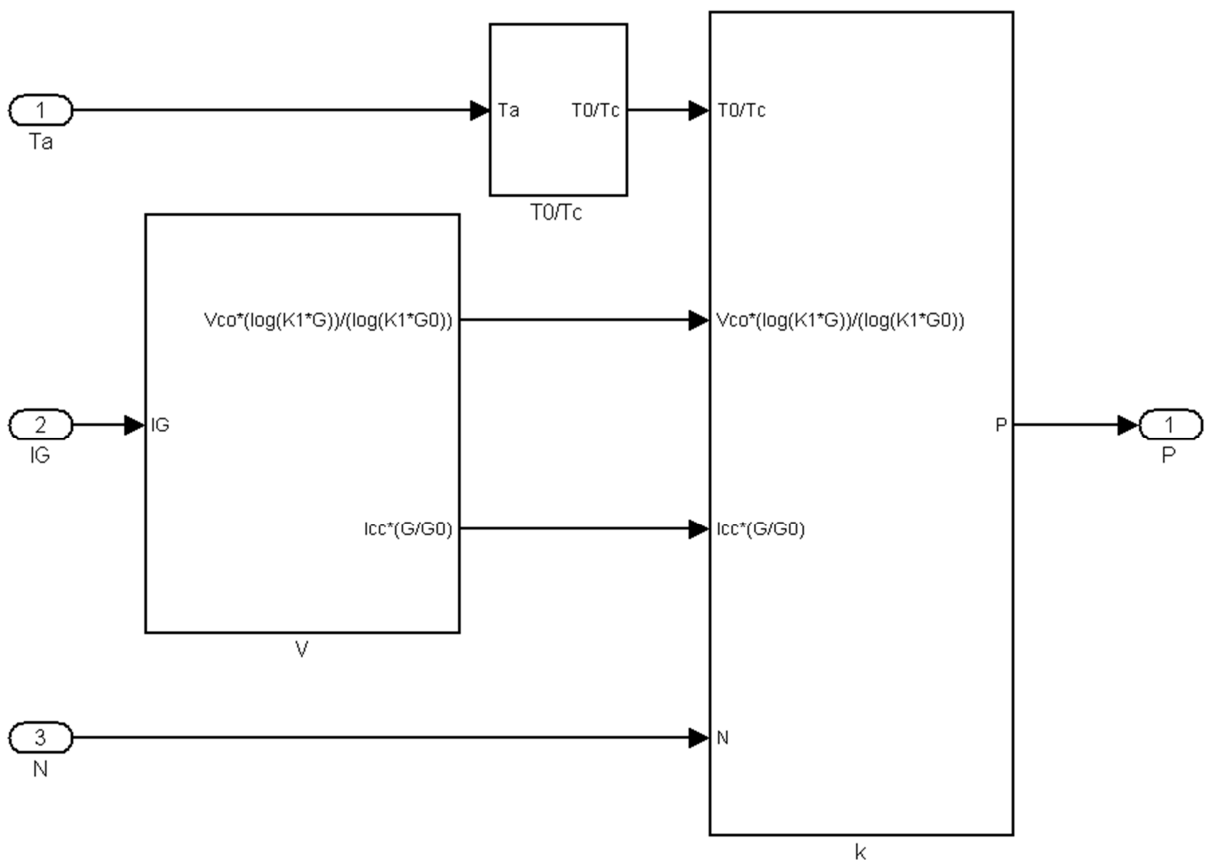 1
Ta
Ta
T0/Tc
T0/Tc
T0/Tc
Vco*(log(K1*G))/(log(K1*G0))
Vco*(log(K1*G))/(log(K1*G0))
2
IG
IG
P
1
P
Icc*(G/G0)
Icc*(G/G0)
V
3
N
N
k